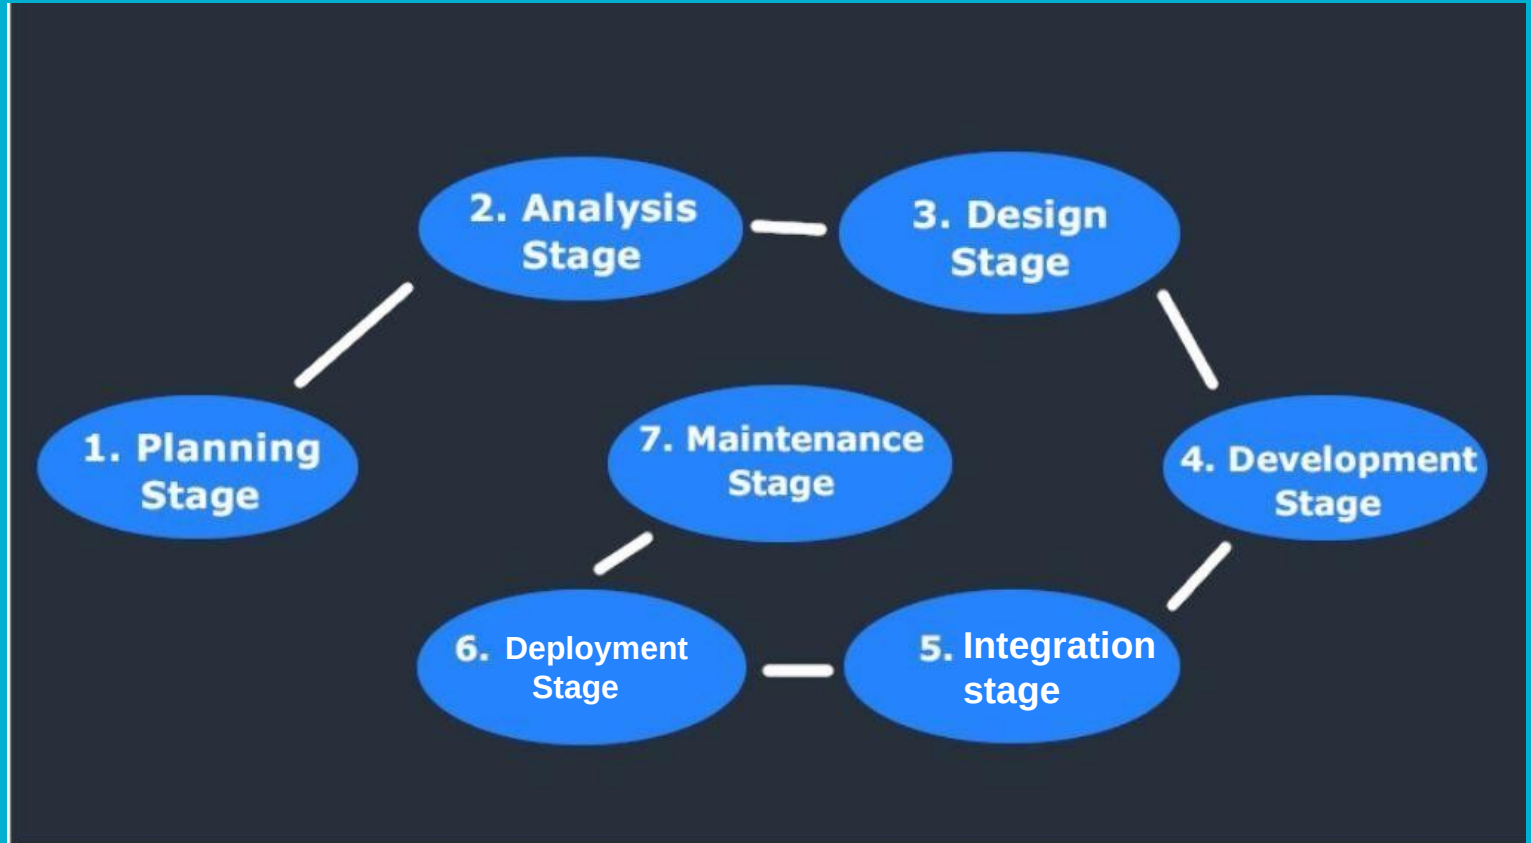 1. Planning
Stage
2. Analysis
Stage
3. Design
Stage
4. Development
Stage
5. Integration
stage
6. Deployment
Stage
7. Maintenance
Stage